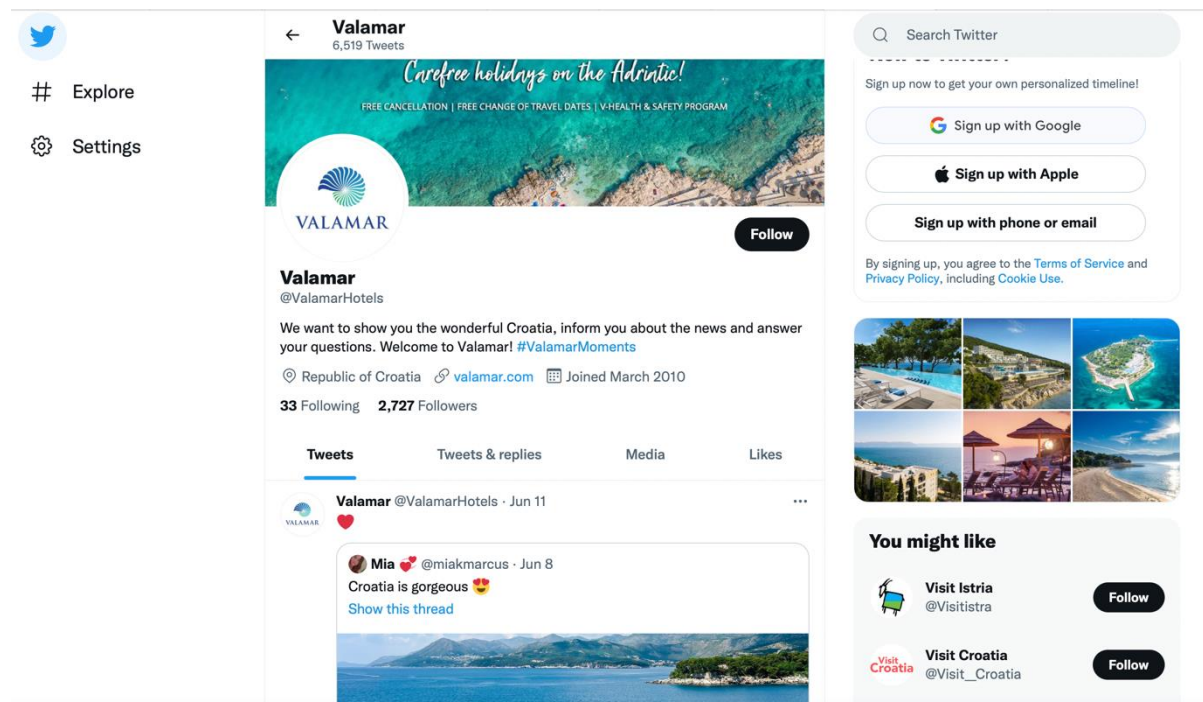 Explore
Settings
Valamar
6,519 Tweets
Carefree holidays on the Adriatic!
FREE CANCELLATION | FREE CHANGE OF TRAVEL DATES | V-HEALTH & SAFETY PROGRAM
VALAMAR
Follow
Valamar
@ValamarHotels
We want to show you the wonderful Croatia, inform you about the news and answer
your questions. Welcome to Valamar! #ValamarMoments
Republic of Croatia valamar.com Joined March 2010
33 Following 2,727 Followers
Tweets Tweets & replies Media Likes
VALAMAR
Valamar @ValamarHotels · Jun 11 ...
❤️
Mia 💞 @miakmarcus · Jun 8
Croatia is gorgeous 😍
Show this thread
Search Twitter
Sign up now to get your own personalized timeline!
Sign up with Google
Sign up with Apple
Sign up with phone or email
By signing up, you agree to the Terms of Service and
Privacy Policy, including Cookie Use.
You might like
Visit Istria
@Visitistra
Follow
Visit
Croatia
Visit Croatia
@Visit__Croatia
Follow